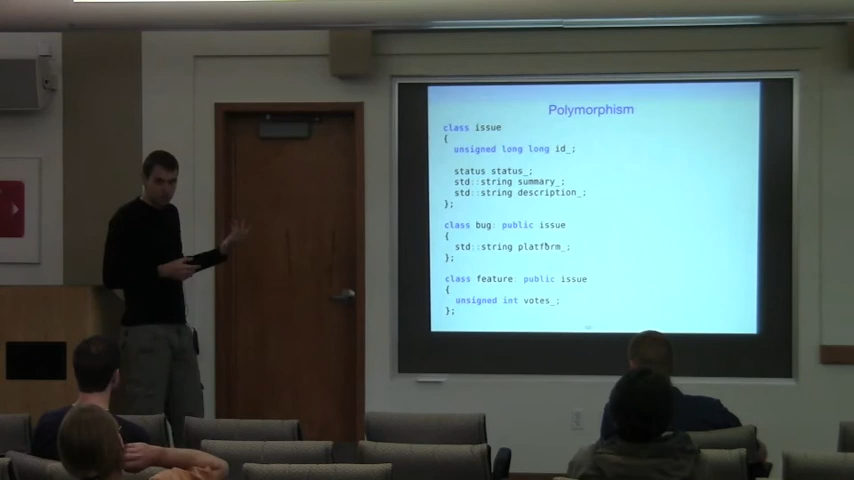 Polymorphism
class issue
{
unsigned long long id_;
status status_;
std::string summary_;
std::string description_;
};
class bug: public issue
{
std::string platform_;
};
class feature: public issue
{
unsigned int votes_;
};